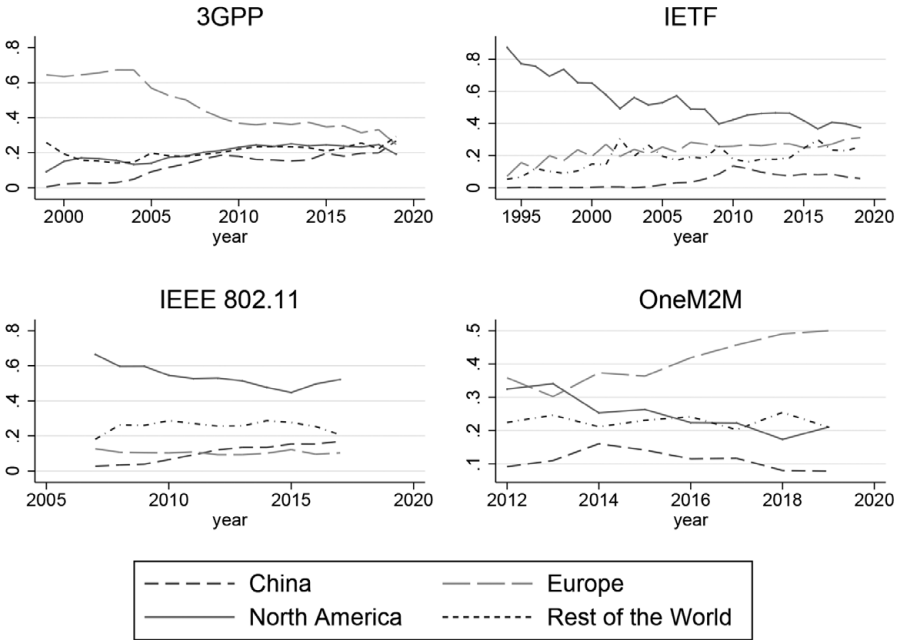 3GPP
.8
.6
.4
.2
0
2000 2005 2010 2015 2020
year
IETF
.8
.6
.4
.2
0
1995 2000 2005 2010 2015 2020
year
IEEE 802.11
.8
.6
.4
.2
0
2005 2010 2015 2020
year
OneM2M
.5
.4
.3
.2
.1
2012 2014 2016 2018 2020
year
China Europe
North America Rest of the World